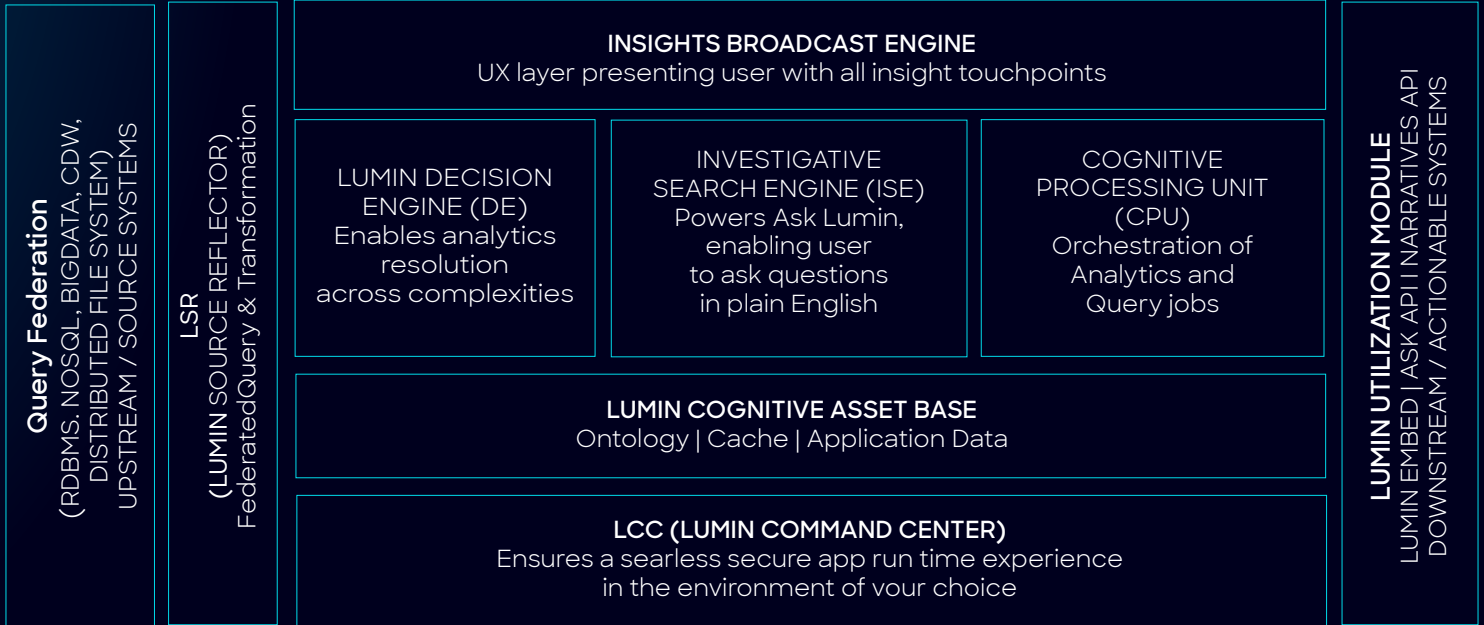 Query Federation
(RDBMS. NOSQL, BIGDATA, CDW,
DISTRIBUTED FILE SYSTEM)
UPSTREAM / SOURCE SYSTEMS
LSR
(LUMIN SOURCE REFLECTOR)
FederatedQuery & Transformation
INSIGHTS BROADCAST ENGINE
UX layer presenting user with all insight touchpoints
LUMIN DECISION
ENGINE (DE)
Enables analytics
resolution
across complexities
INVESTIGATIVE
SEARCH ENGINE (ISE)
Powers Ask Lumin,
enabling user
to ask questions
in plain English
COGNITIVE
PROCESSING UNIT
(CPU)
Orchestration of
Analytics and
Query jobs
LUMIN COGNITIVE ASSET BASE
Ontology | Cache | Application Data
LCC (LUMIN COMMAND CENTER)
Ensures a searless secure app run time experience
in the environment of vour choice
LUMIN UTILIZATION MODULE
LUMIN EMBED | ASK API I NARRATIVES API
DOWNSTREAM / ACTIONABLE SYSTEMS